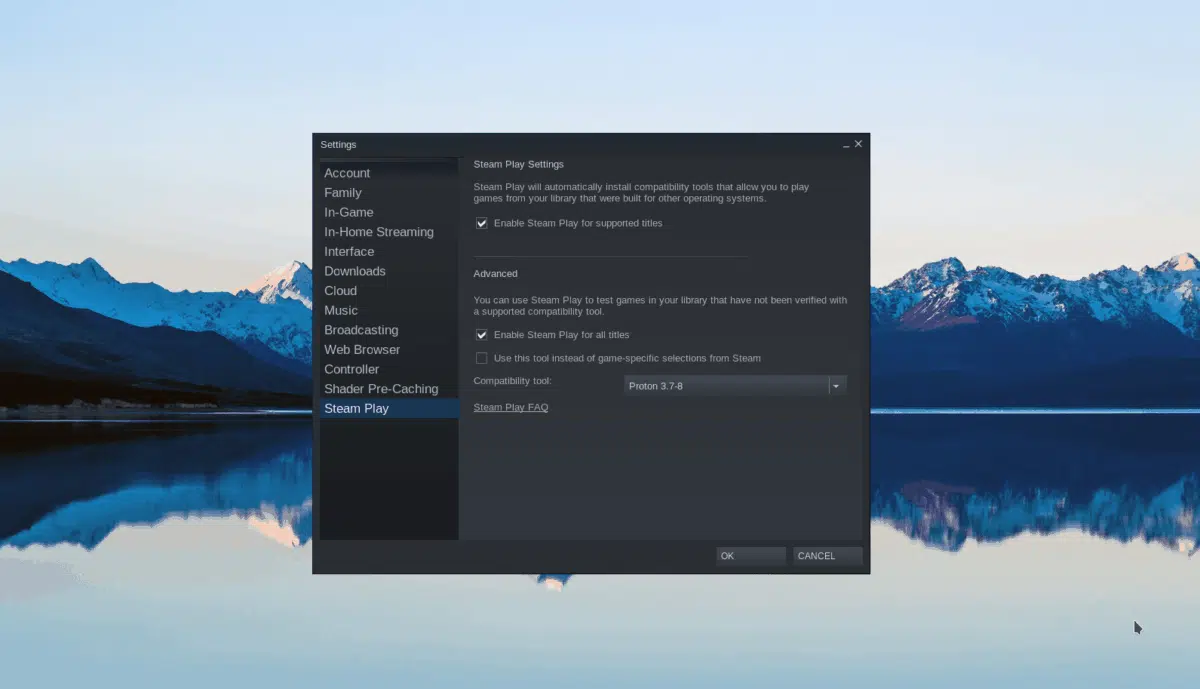 Settings
Account
Family
In-Game
In-Home Streaming
Interface
Downloads
Cloud
Music
Broadcasting
Web Browser
Controller
Shader Pre-Caching
Steam Play
Steam Play Settings
Steam Play will automatically install compatibility tools that allow you to play
games from your library that were built for other operating systems.
Enable Steam Play for supported titles
Advanced
You can use Steam Play to test games in your library that have not been verified with
a supported compatibility tool.
Enable Steam Play for all titles
Use this tool instead of game-specific selections from Steam
Compatibility tool:
Proton 3.7-8
Steam Play FAQ
OK
CANCEL